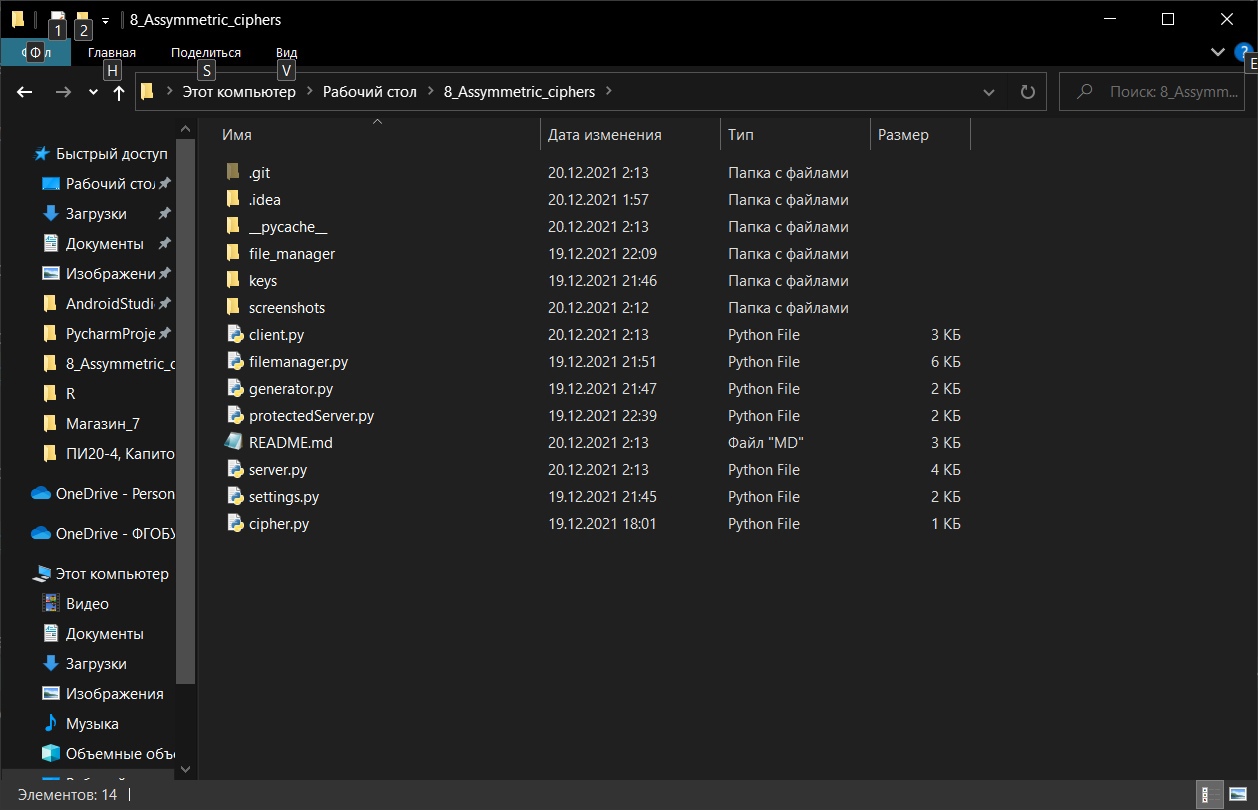 8_Assymmetric_ciphers
1 2
Ф
Главная Поделиться Вид
H S V
?
E
Этот компьютер Рабочий стол 8_Assymmetric_ciphers Поиск: 8_Assymm...
Имя Дата изменения Тип Размер
.git 20.12.2021 2:13 Папка с файлами
.idea 20.12.2021 1:57 Папка с файлами
__pycache__ 20.12.2021 2:13 Папка с файлами
file_manager 19.12.2021 22:09 Папка с файлами
keys 19.12.2021 21:46 Папка с файлами
screenshots 20.12.2021 2:12 Папка с файлами
client.py 20.12.2021 2:13 Python File 3 КБ
filemanager.py 19.12.2021 21:51 Python File 6 КБ
generator.py 19.12.2021 21:47 Python File 2 КБ
protectedServer.py 19.12.2021 22:39 Python File 2 КБ
README.md 20.12.2021 2:13 Файл "MD" 3 КБ
server.py 20.12.2021 2:13 Python File 4 КБ
settings.py 19.12.2021 21:45 Python File 2 КБ
cipher.py 19.12.2021 18:01 Python File 1 КБ
Быстрый доступ
Рабочий стол
Загрузки
Документы
Изображени
AndroidStudi
PycharmProje
8_Assymmetric_c
R
Магазин_7
ПИ20-4, Капито
OneDrive - Person
OneDrive - ФГОБУ
Этот компьютер
Видео
Документы
Загрузки
Изображения
Музыка
Объемные объе
Элементов: 14